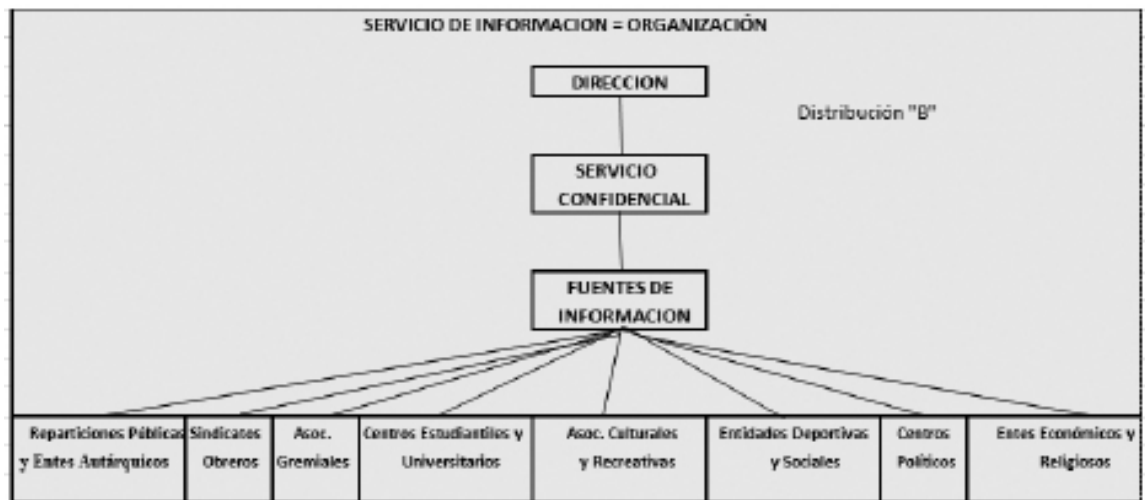 SERVICIO DE INFORMACION = ORGANIZACIÓN
DIRECCION
Distribución "B"
SERVICIO
CONFIDENCIAL
FUENTES DE
INFORMACION
Reparticiones Públicas
y Entes Autárquicos
Sindicatos
Obreros
Asoc.
Gremiales
Centros Estudiantiles y
Universitarios
Asoc. Culturales
y Recreativas
Entidades Deportivas
y Sociales
Centros
Políticos
Entes Económicos y
Religiosos